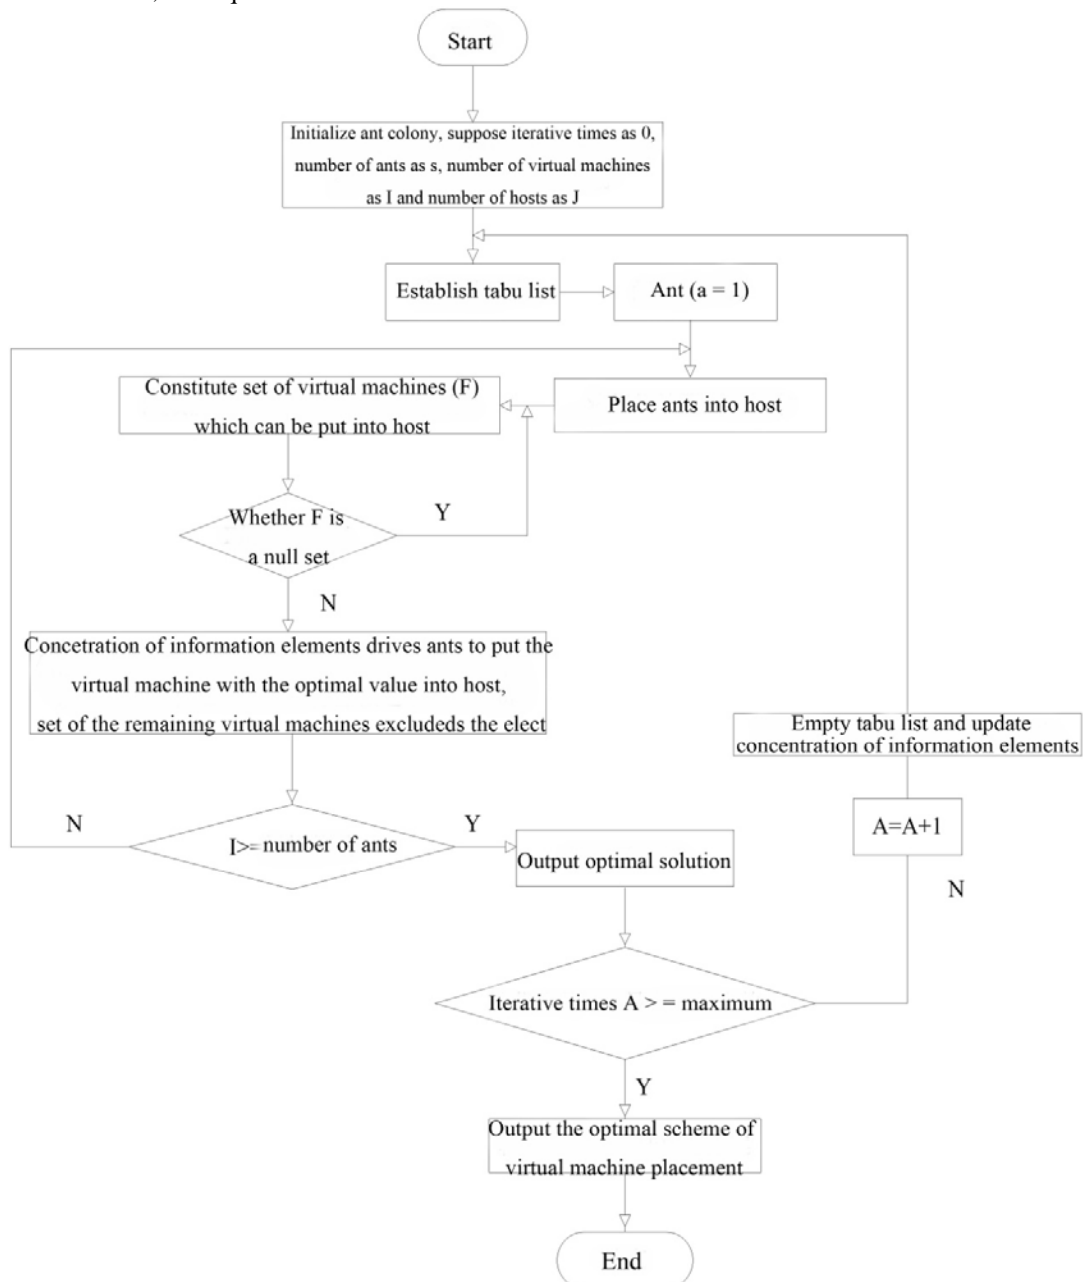 Start
Initialize ant colony, suppose iterative times as 0,
number of ants as s, number of virtual machines
as I and number of hosts as J
Establish tabu list
Ant (a = 1)
Constitute set of virtual machines (F)
which can be put into host
Place ants into host
Whether F is
a null set
Y
N
Concetration of information elements drives ants to put the
virtual machine with the optimal value into host,
set of the remaining virtual machines excludeds the elect
Empty tabu list and update
concentration of information elements
N
I>= number of ants
Y
A=A+1
Output optimal solution
N
Iterative times A > = maximum
Y
Output the optimal scheme of
virtual machine placement
End